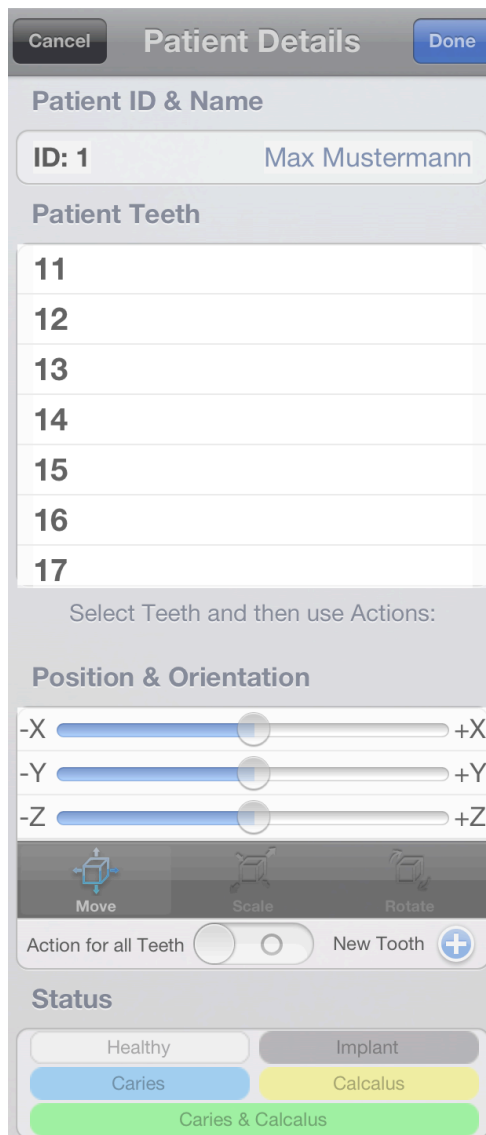 Cancel Patient Details Done
Patient ID & Name
ID: 1 Max Mustermann
Patient Teeth
11
12
13
14
15
16
17
Select Teeth and then use Actions:
Position & Orientation
-X +X
-Y +Y
-Z +Z
Move Scale Rotate
Action for all Teeth New Tooth
Status
Healthy Implant
Caries Calcalus
Caries & Calcalus